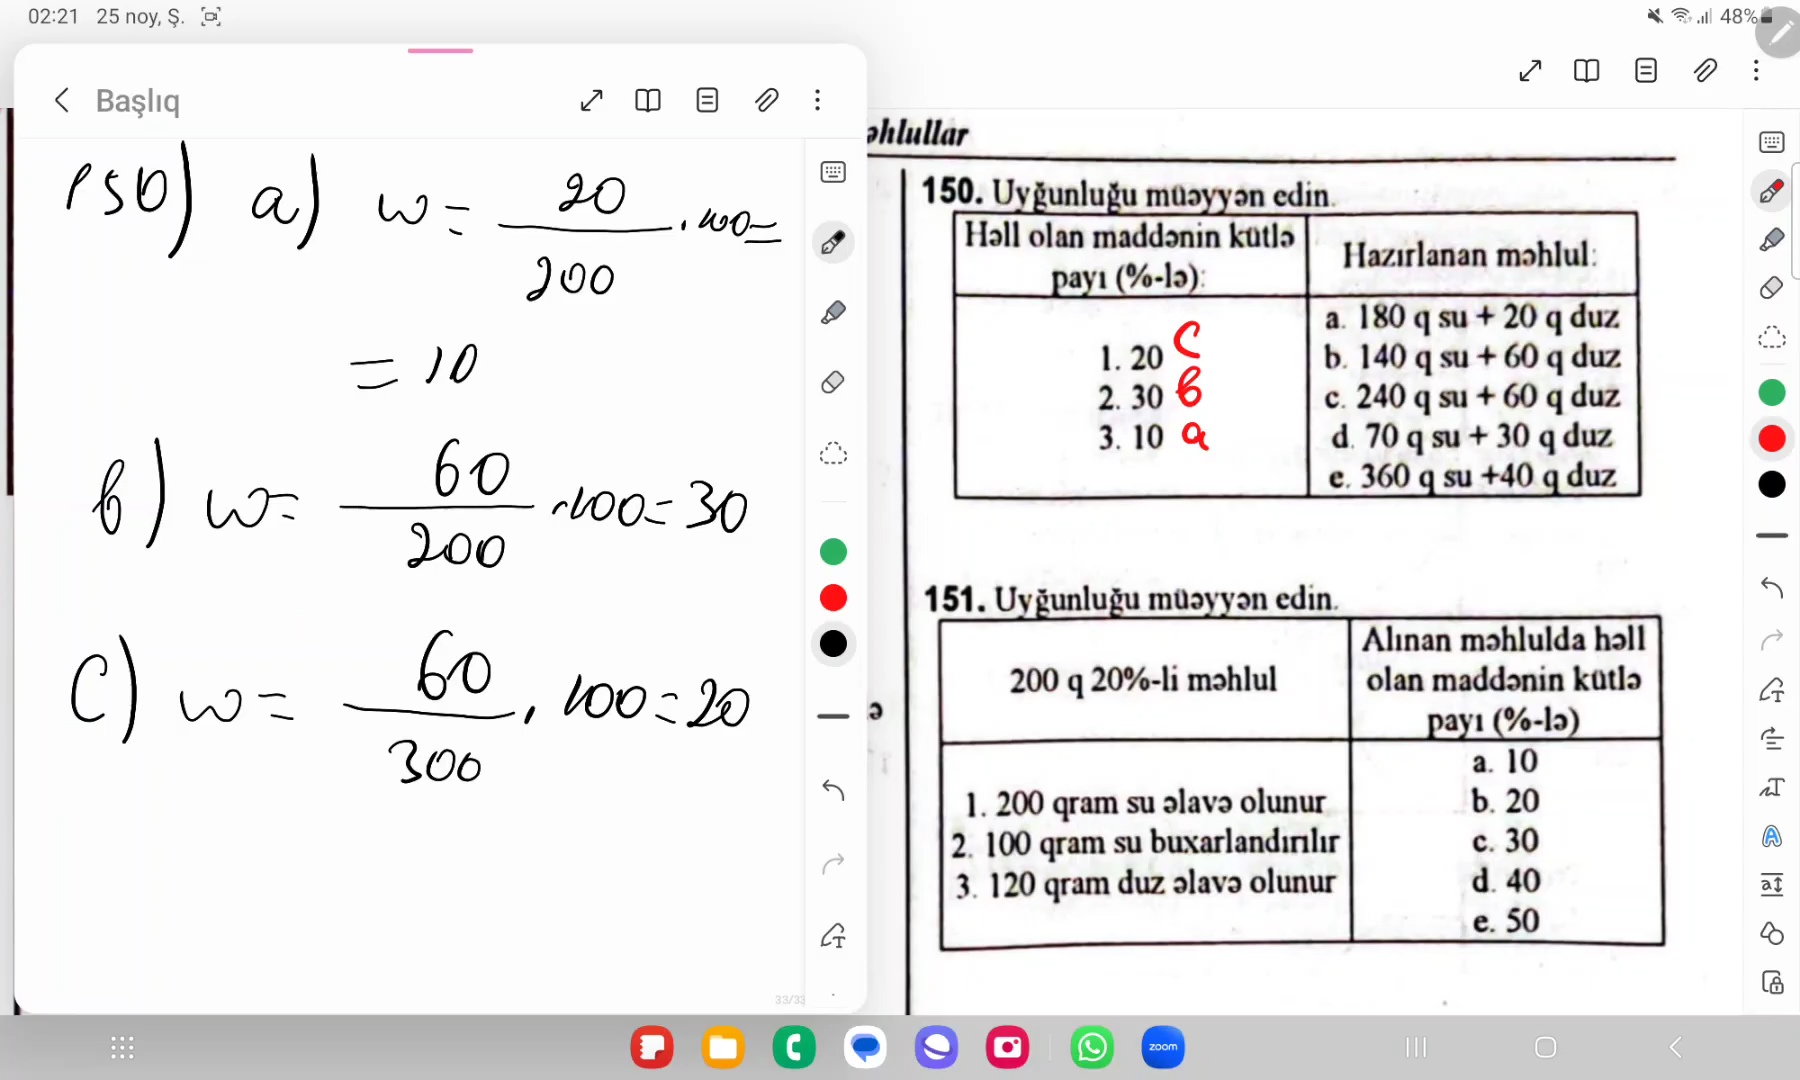 02:21 25 noy, Ş.
48%
Başlıq
150) a) w = 20/200 · 100 =
= 10
b) w = 60/200 · 100 = 30
c) w = 60/300 · 100 = 20
33/33
əhlullar
150. Uyğunluğu müəyyən edin.
Həll olan maddənin kütlə
payı (%-lə):
1. 20 c
2. 30 b
3. 10 a
Hazırlanan məhlul:
a. 180 q su + 20 q duz
b. 140 q su + 60 q duz
c. 240 q su + 60 q duz
d. 70 q su + 30 q duz
e. 360 q su +40 q duz
ə
151. Uyğunluğu müəyyən edin.
200 q 20%-li məhlul
1. 200 qram su əlavə olunur
2. 100 qram su buxarlandırılır
3. 120 qram duz əlavə olunur
Alınan məhlulda həll
olan maddənin kütlə
payı (%-lə)
a. 10
b. 20
c. 30
d. 40
e. 50
zoom